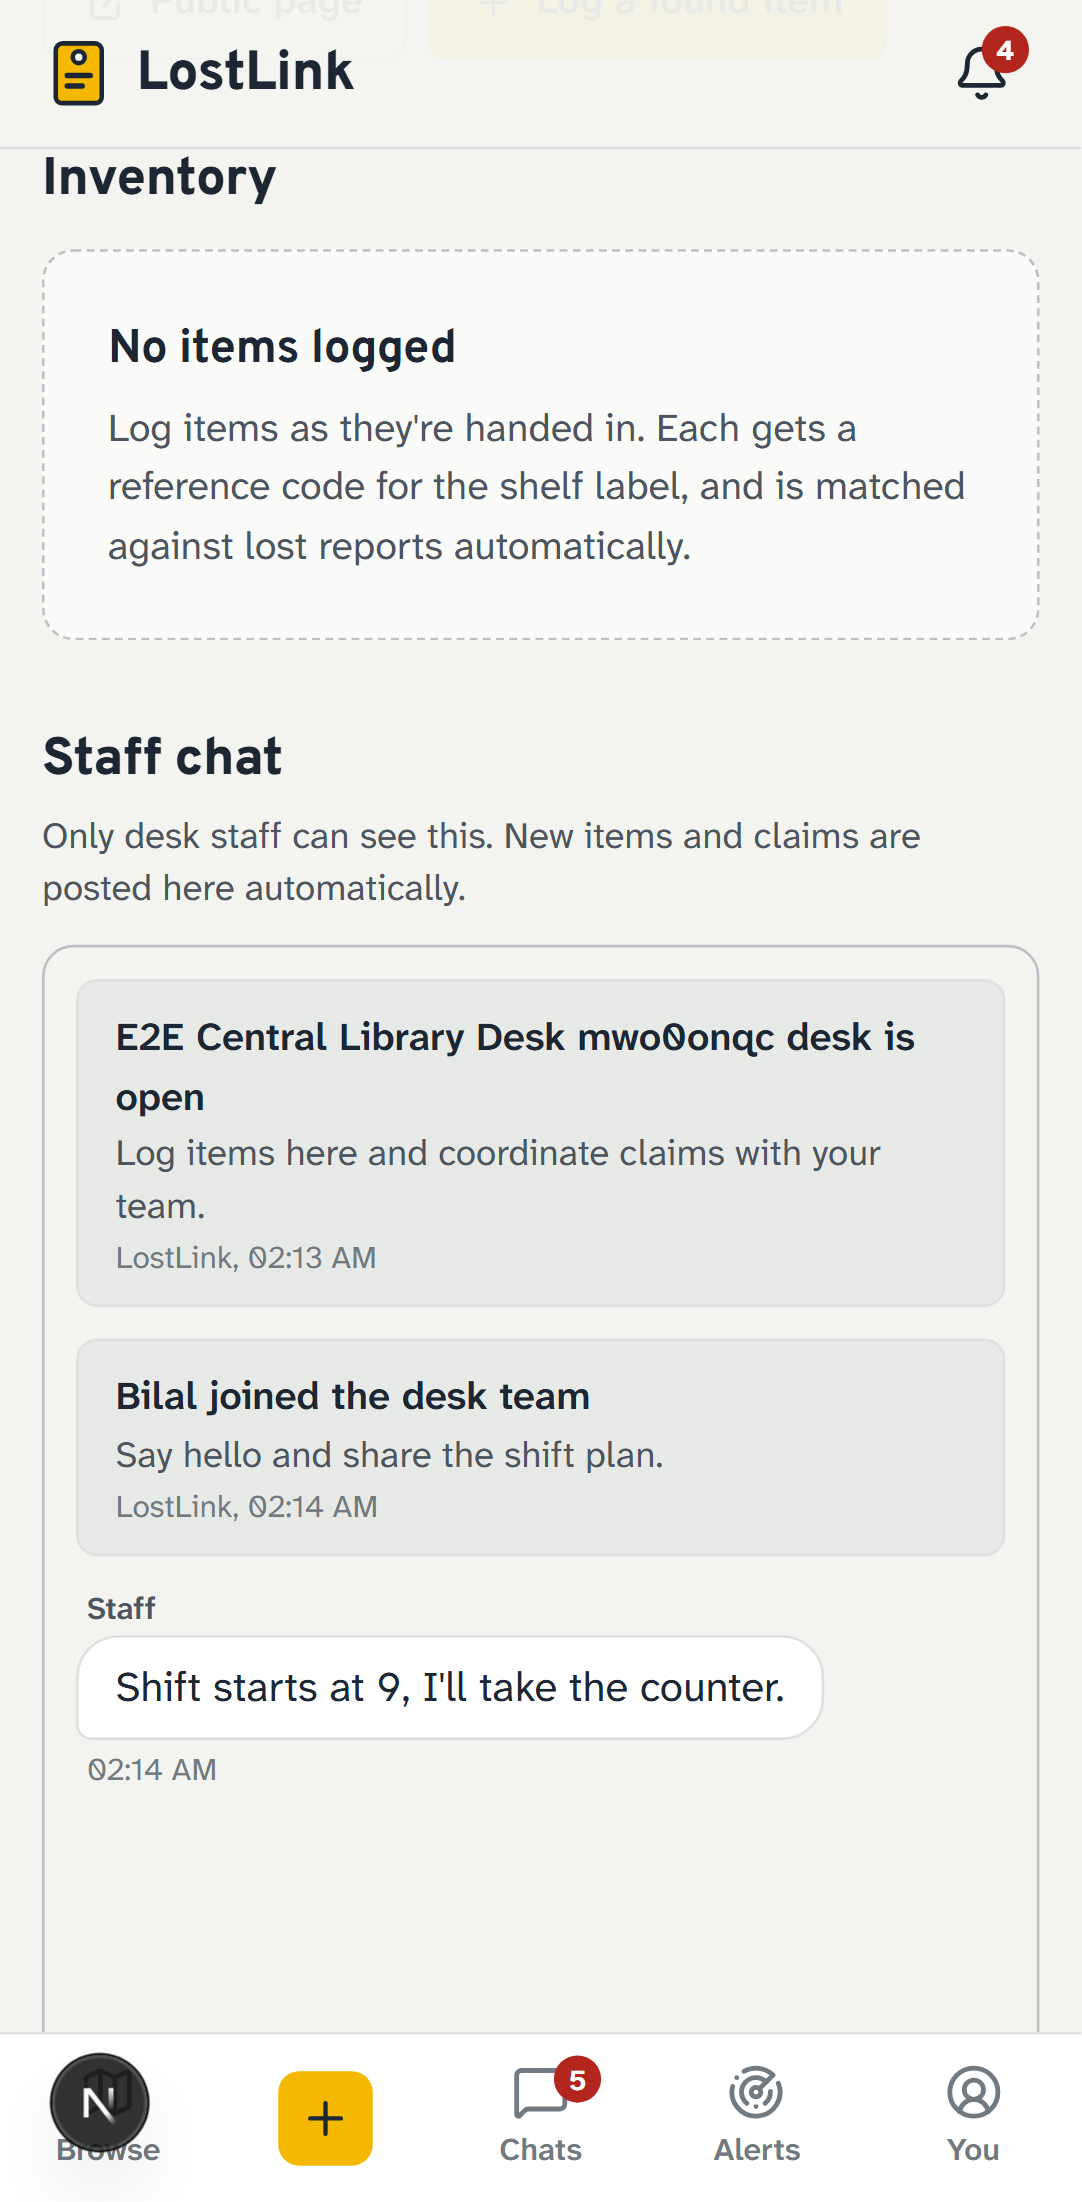 Public page
Log a found item
LostLink
4
Inventory
No items logged
Log items as they're handed in. Each gets a
reference code for the shelf label, and is matched
against lost reports automatically.
Staff chat
Only desk staff can see this. New items and claims are
posted here automatically.
E2E Central Library Desk mwo0onqc desk is
open
Log items here and coordinate claims with your
team.
LostLink, 02:13 AM
Bilal joined the desk team
Say hello and share the shift plan.
LostLink, 02:14 AM
Staff
Shift starts at 9, I'll take the counter.
02:14 AM
N
5
Browse
Chats
Alerts
You